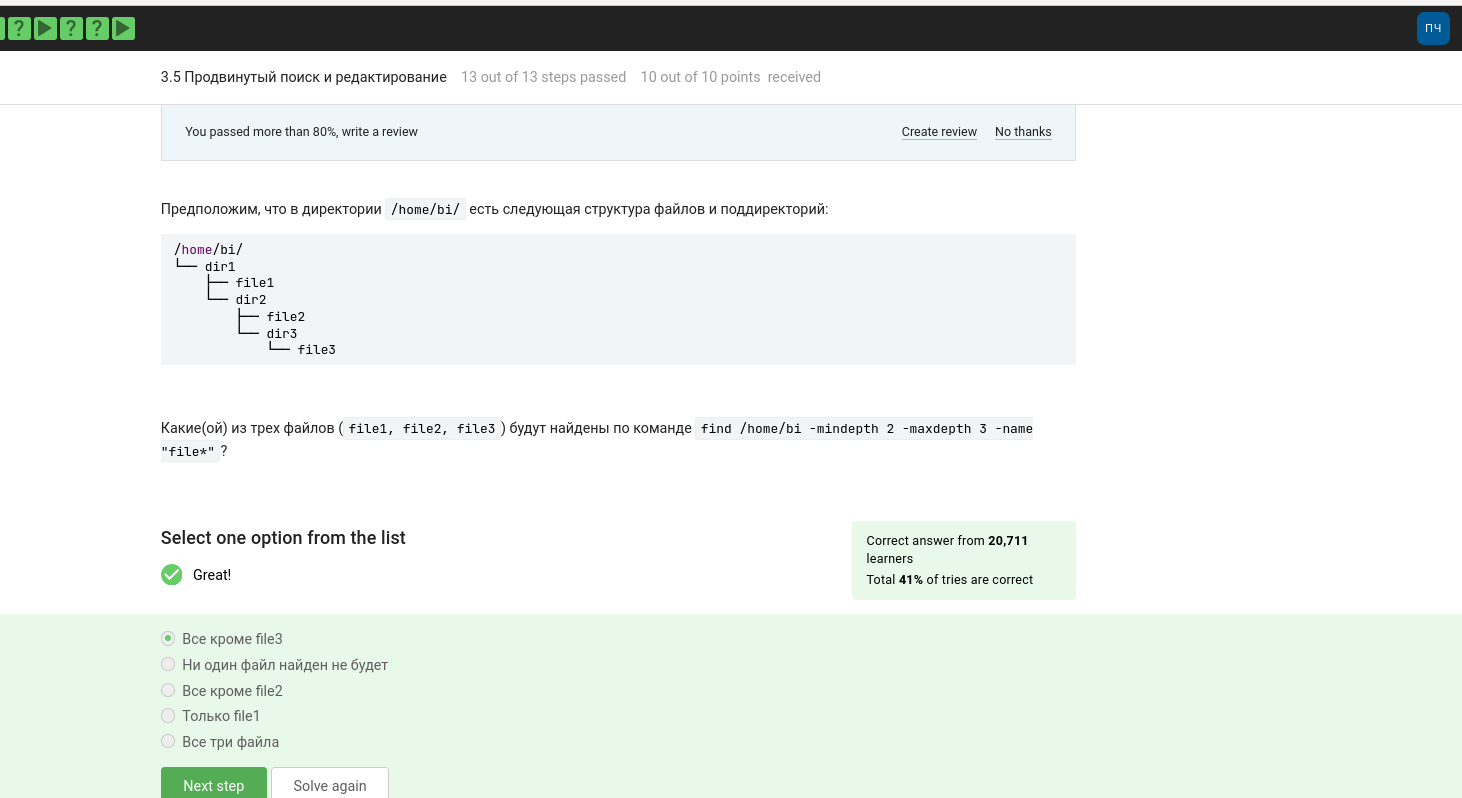 ? ? ?
ПЧ
3.5 Продвинутый поиск и редактирование 13 out of 13 steps passed 10 out of 10 points received
You passed more than 80%, write a review Create review No thanks
Предположим, что в директории /home/bi/ есть следующая структура файлов и поддиректорий:
/home/bi/
└── dir1
    ├── file1
    └── dir2
        ├── file2
        └── dir3
            └── file3
Какие(ой) из трех файлов ( file1, file2, file3 ) будут найдены по команде find /home/bi -mindepth 2 -maxdepth 3 -name
"file*" ?
Select one option from the list
Great!
Correct answer from 20,711
learners
Total 41% of tries are correct
Все кроме file3
Ни один файл найден не будет
Все кроме file2
Только file1
Все три файла
Next step Solve again